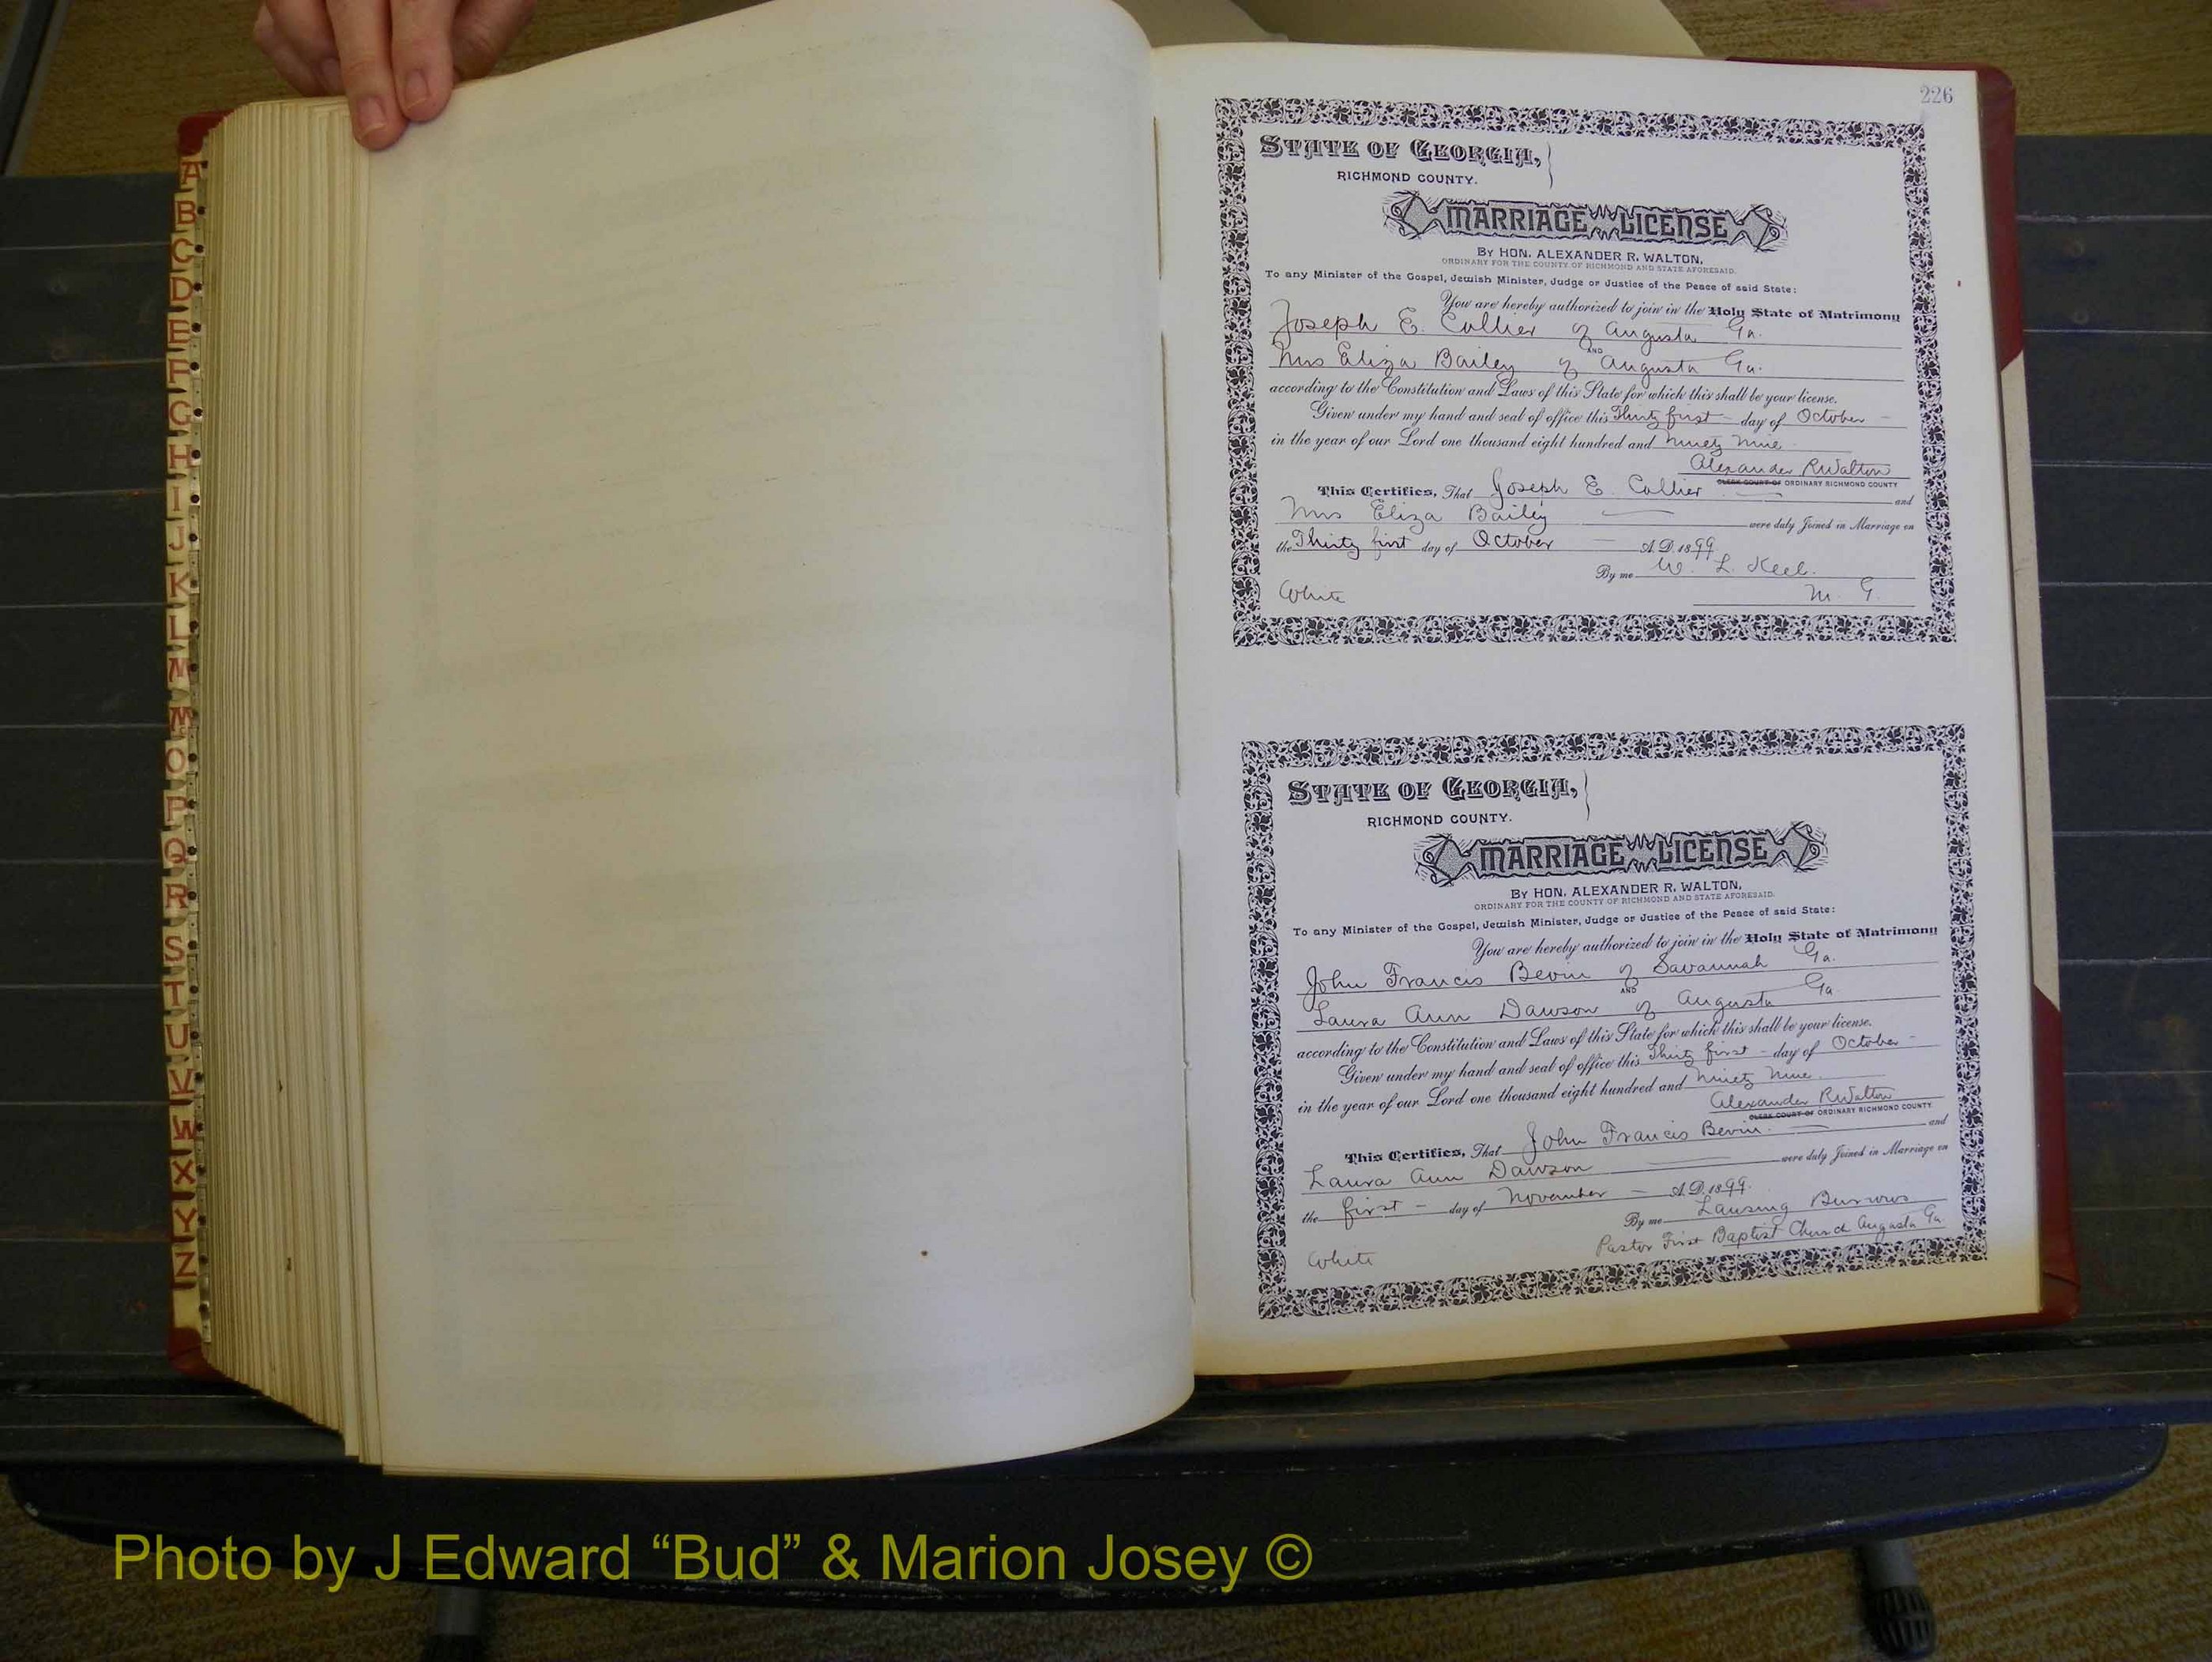 A
B
C
D
E
F
G
H
I
J
K
L
M
Mc
O
P
Q
R
S
T
U
V
W
X
Y
Z
226
STATE OF GEORGIA,
RICHMOND COUNTY.
MARRIAGE LICENSE
BY HON. ALEXANDER R. WALTON,
ORDINARY FOR THE COUNTY OF RICHMOND AND STATE AFORESAID.
To any Minister of the Gospel, Jewish Minister, Judge or Justice of the Peace of said State:
You are hereby authorized to join in the Holy State of Matrimony
Joseph E. Collier of Augusta Ga.
AND
Mrs Eliza Bailey of Augusta Ga.
according to the Constitution and Laws of this State for which this shall be your license.
Given under my hand and seal of office this Thirty first - day of October -
in the year of our Lord one thousand eight hundred and Ninety Nine
Alexander R Walton
CLERK COURT OF ORDINARY RICHMOND COUNTY
This Certifies, That Joseph E. Collier and
Mrs Eliza Bailey were duly Joined in Marriage on
the Thirty first day of October - A.D. 1899
By me W. L. Keel.
White M. G.
STATE OF GEORGIA,
RICHMOND COUNTY.
MARRIAGE LICENSE
BY HON. ALEXANDER R. WALTON,
ORDINARY FOR THE COUNTY OF RICHMOND AND STATE AFORESAID.
To any Minister of the Gospel, Jewish Minister, Judge or Justice of the Peace of said State:
You are hereby authorized to join in the Holy State of Matrimony
John Francis Bevin of Savannah Ga.
AND
Laura Ann Dawson of Augusta Ga
according to the Constitution and Laws of this State for which this shall be your license.
Given under my hand and seal of office this Thirty first - day of October -
in the year of our Lord one thousand eight hundred and Ninety Nine
Alexander R Walton
CLERK COURT OF ORDINARY RICHMOND COUNTY
This Certifies, That John Francis Bevin. and
Laura Ann Dawson were duly Joined in Marriage on
the first - day of November - A.D. 1899.
By me Lansing Burrows
Pastor First Baptist Church Augusta Ga
White
Photo by J Edward “Bud” & Marion Josey ©